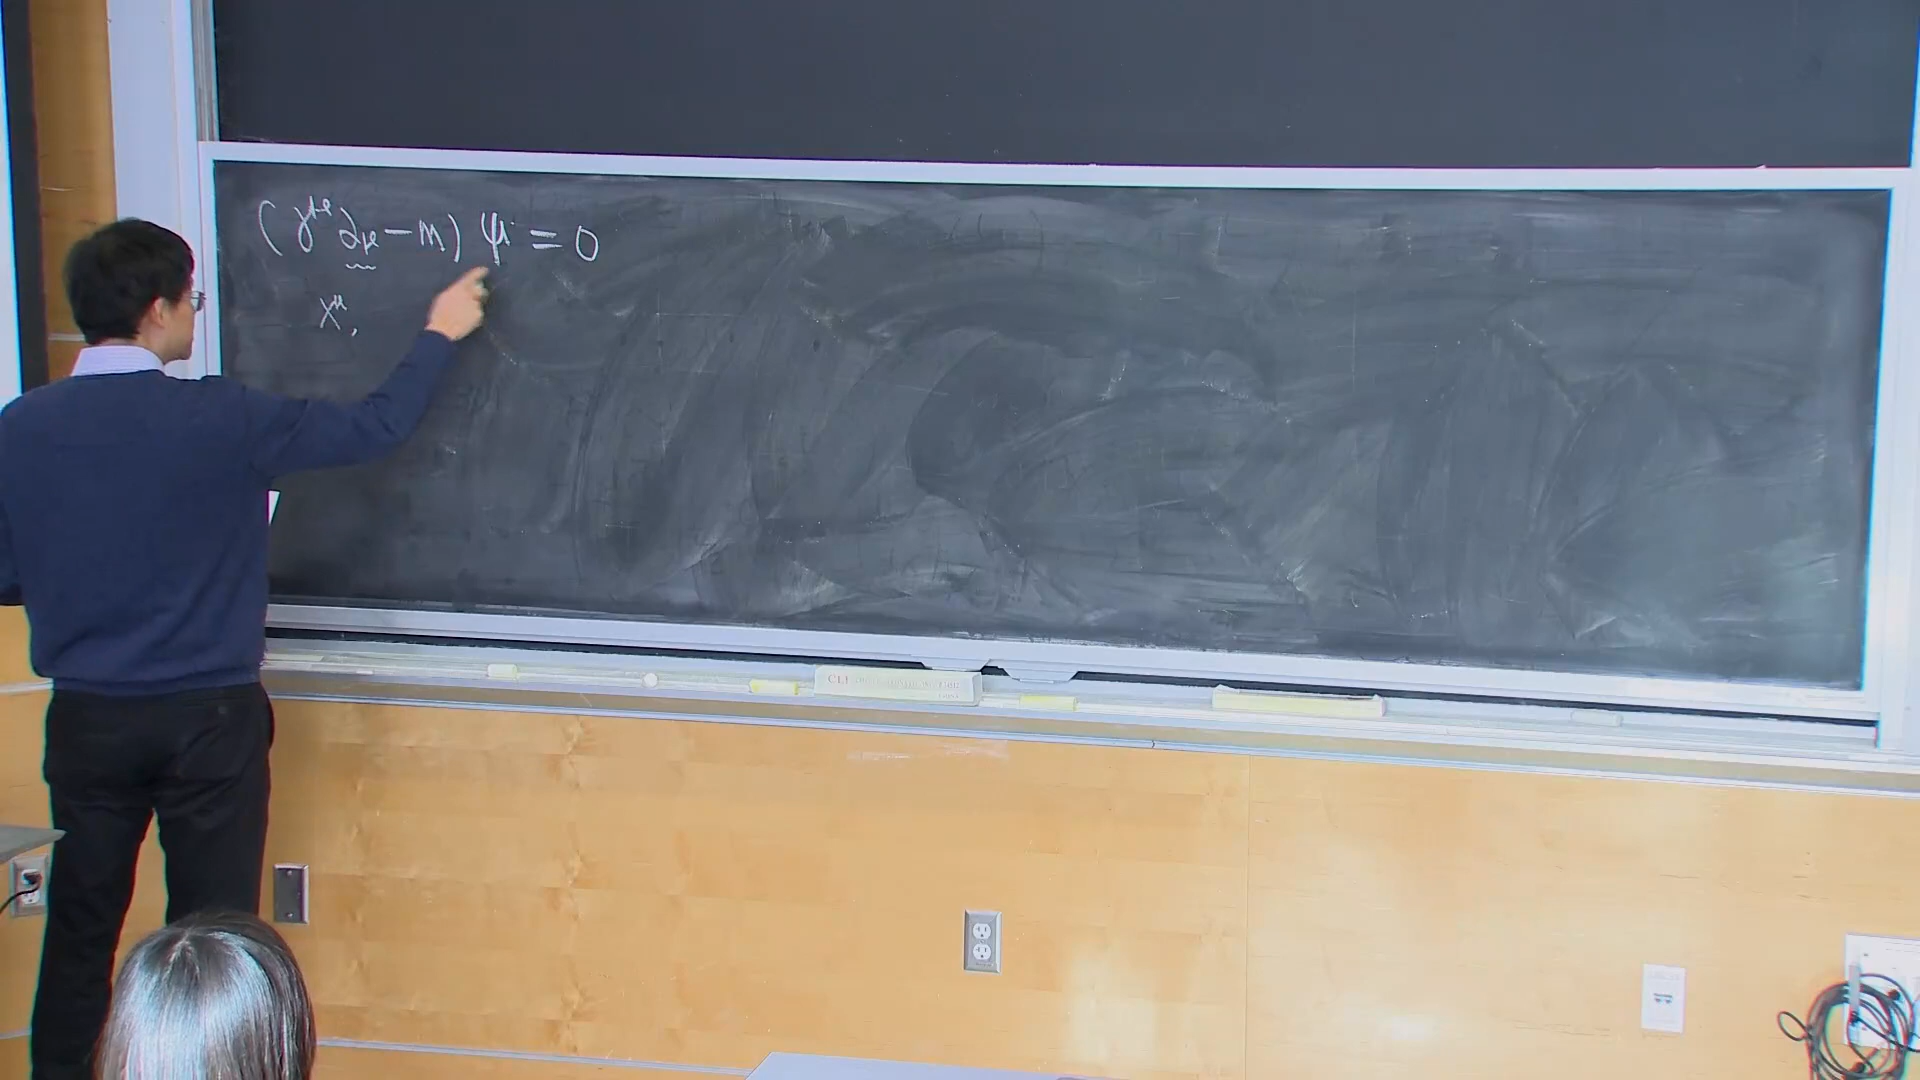 (γ^μ ∂_μ − m) ψ = 0
x^μ,